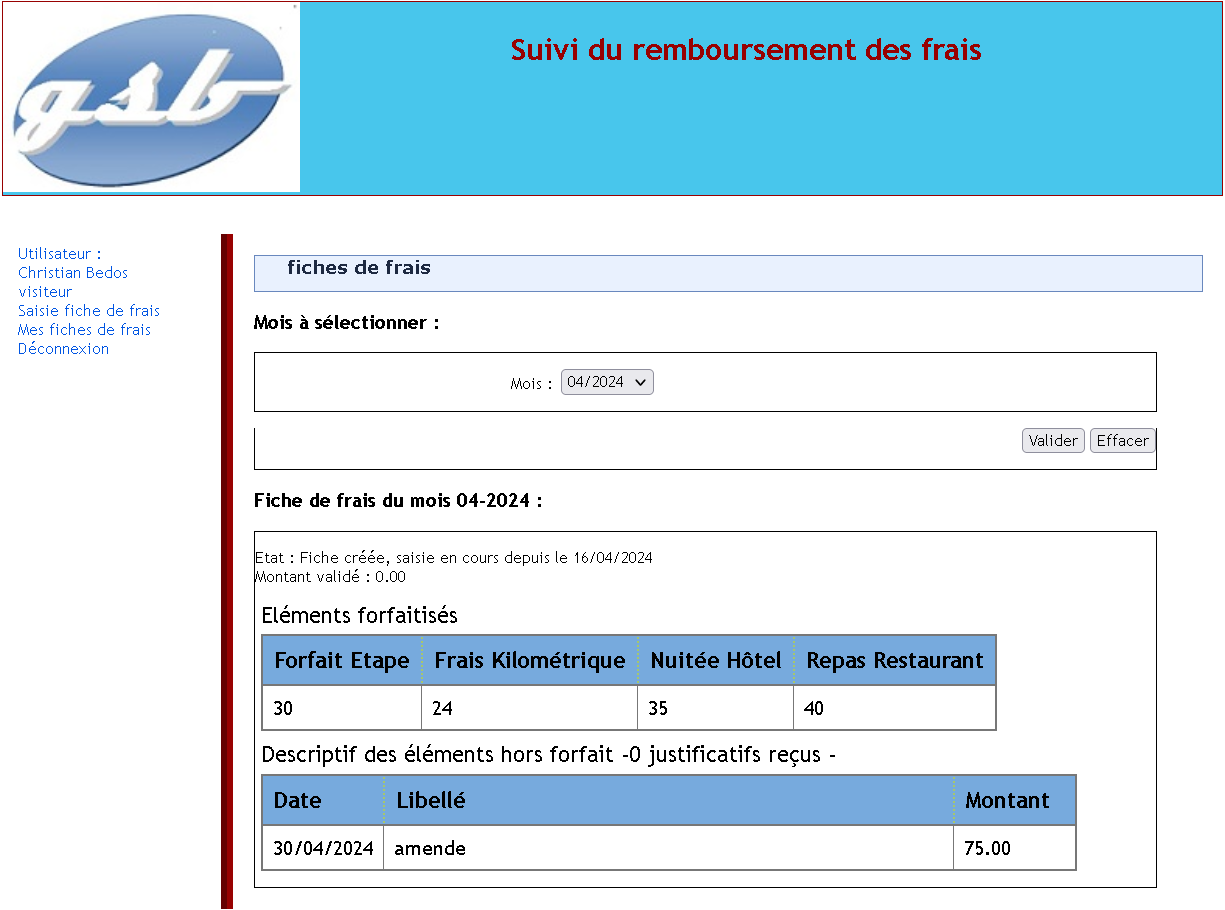 gsb
Suivi du remboursement des frais
Utilisateur :
Christian Bedos
visiteur
Saisie fiche de frais
Mes fiches de frais
Déconnexion
fiches de frais
Mois à sélectionner :
Mois : 04/2024
Valider Effacer
Fiche de frais du mois 04-2024 :
Etat : Fiche créée, saisie en cours depuis le 16/04/2024
Montant validé : 0.00
Eléments forfaitisés
Forfait Etape Frais Kilométrique Nuitée Hôtel Repas Restaurant
30 24 35 40
Descriptif des éléments hors forfait -0 justificatifs reçus -
Date Libellé Montant
30/04/2024 amende 75.00